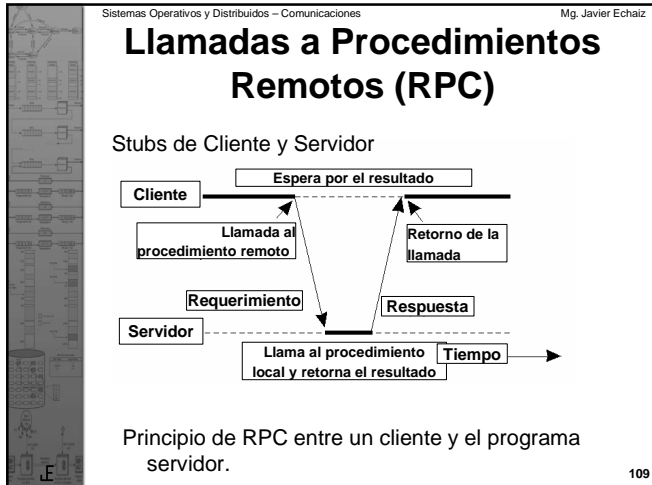 Sistemas Operativos y Distribuidos – Comunicaciones
Mg. Javier Echaiz
Llamadas a Procedimientos
Remotos (RPC)
Stubs de Cliente y Servidor
Espera por el resultado
Cliente
Llamada al
procedimiento remoto
Retorno de la
llamada
Requerimiento
Respuesta
Servidor
Llama al procedimiento
local y retorna el resultado
Tiempo
Principio de RPC entre un cliente y el programa
servidor.
109